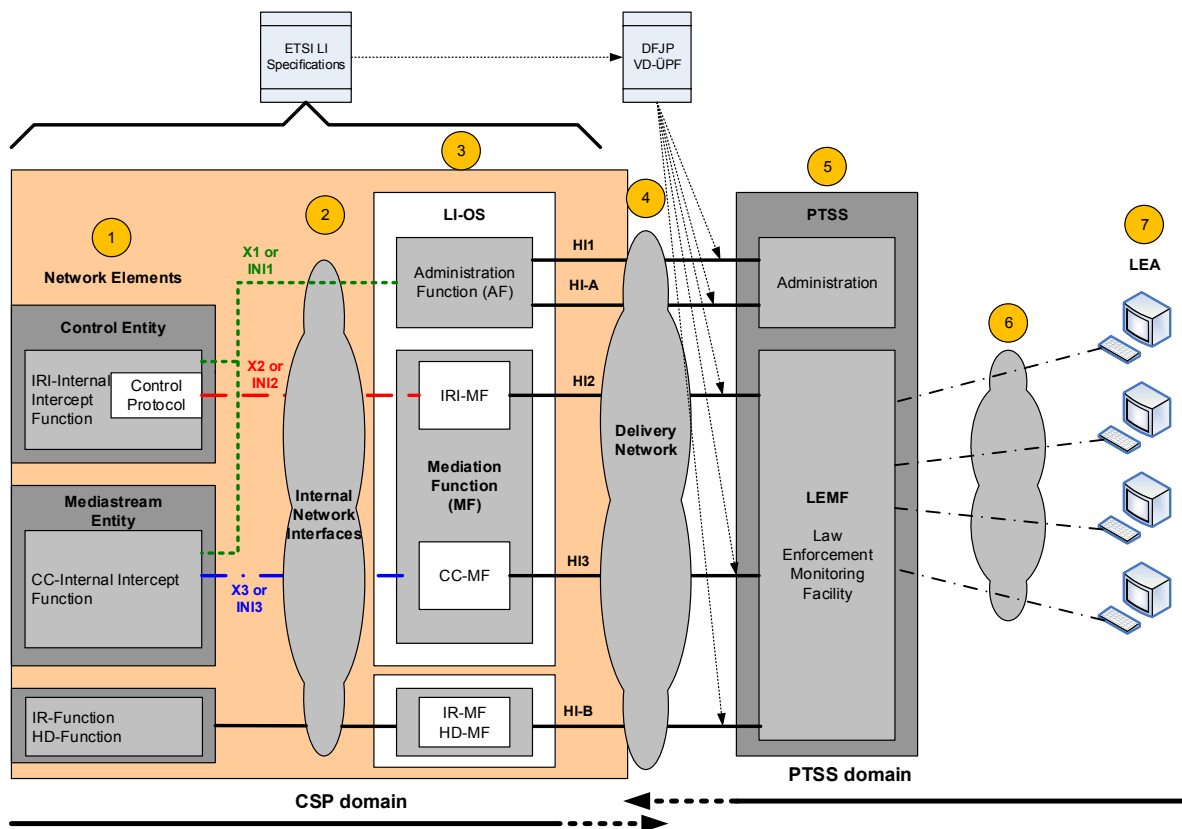 ETSI LI
Specifications
DFJP
VD-ÜPF
3
5
4
2
7
1
LI-OS
PTSS
LEA
Network Elements
X1 or
INI1
Administration
Function (AF)
HI1
HI-A
Administration
Control Entity
IRI-Internal
Intercept
Function
Control
Protocol
X2 or
INI2
IRI-MF
HI2
6
Delivery
Network
Mediation
Function
(MF)
Mediastream
Entity
Internal
Network
Interfaces
LEMF
Law
Enforcement
Monitoring
Facility
CC-Internal Intercept
Function
X3 or
INI3
CC-MF
HI3
IR-Function
HD-Function
IR-MF
HD-MF
HI-B
PTSS domain
CSP domain